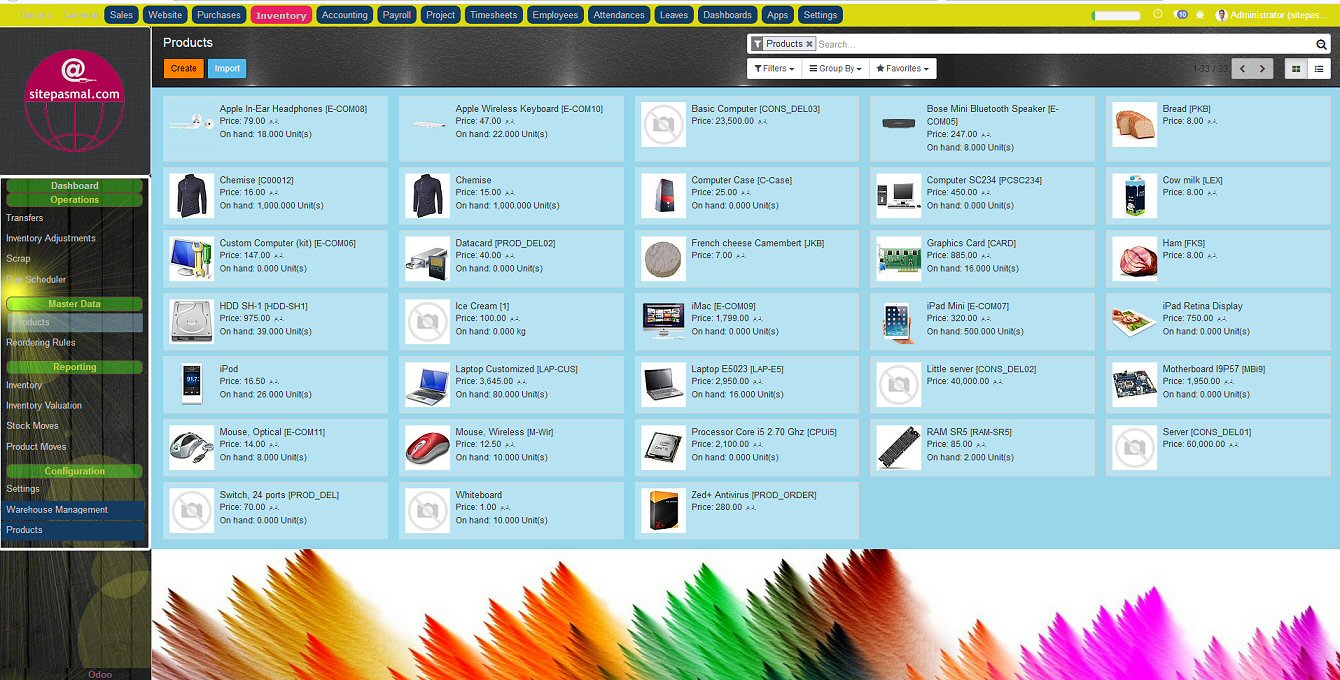 Discuss Calendar Sales Website Purchases Inventory Accounting Payroll Project Timesheets Employees Attendances Leaves Dashboards Apps Settings 10 Administrator (sitepas...
@
sitepasmal.com
Products
Products Search...
Create Import
Filters Group By Favorites
1-33 / 33
Dashboard
Operations
Transfers
Inventory Adjustments
Scrap
Run Scheduler
Master Data
Products
Reordering Rules
Reporting
Inventory
Inventory Valuation
Stock Moves
Product Moves
Configuration
Settings
Warehouse Management
Products
Odoo
Apple In-Ear Headphones [E-COM08]
Price: 79.00 د.م.
On hand: 18.000 Unit(s)
Apple Wireless Keyboard [E-COM10]
Price: 47.00 د.م.
On hand: 22.000 Unit(s)
Basic Computer [CONS_DEL03]
Price: 23,500.00 د.م.
Bose Mini Bluetooth Speaker [E-
COM05]
Price: 247.00 د.م.
On hand: 8.000 Unit(s)
Bread [PKB]
Price: 8.00 د.م.
Chemise [C00012]
Price: 16.00 د.م.
On hand: 1,000.000 Unit(s)
Chemise
Price: 15.00 د.م.
On hand: 1,000.000 Unit(s)
Computer Case [C-Case]
Price: 25.00 د.م.
On hand: 0.000 Unit(s)
Computer SC234 [PCSC234]
Price: 450.00 د.م.
On hand: 0.000 Unit(s)
Cow milk [LEX]
Price: 8.00 د.م.
Custom Computer (kit) [E-COM06]
Price: 147.00 د.م.
On hand: 0.000 Unit(s)
Datacard [PROD_DEL02]
Price: 40.00 د.م.
On hand: 0.000 Unit(s)
French cheese Camembert [JKB]
Price: 7.00 د.م.
Graphics Card [CARD]
Price: 885.00 د.م.
On hand: 16.000 Unit(s)
Ham [FKS]
Price: 8.00 د.م.
HDD SH-1 [HDD-SH1]
Price: 975.00 د.م.
On hand: 39.000 Unit(s)
Ice Cream [1]
Price: 100.00 د.م.
On hand: 0.000 kg
iMac [E-COM09]
Price: 1,799.00 د.م.
On hand: 0.000 Unit(s)
iPad Mini [E-COM07]
Price: 320.00 د.م.
On hand: 500.000 Unit(s)
iPad Retina Display
Price: 750.00 د.م.
On hand: 0.000 Unit(s)
iPod
Price: 16.50 د.م.
On hand: 26.000 Unit(s)
Laptop Customized [LAP-CUS]
Price: 3,645.00 د.م.
On hand: 80.000 Unit(s)
Laptop E5023 [LAP-E5]
Price: 2,950.00 د.م.
On hand: 16.000 Unit(s)
Little server [CONS_DEL02]
Price: 40,000.00 د.م.
Motherboard I9P57 [MBi9]
Price: 1,950.00 د.م.
On hand: 0.000 Unit(s)
Mouse, Optical [E-COM11]
Price: 14.00 د.م.
On hand: 8.000 Unit(s)
Mouse, Wireless [M-Wir]
Price: 12.50 د.م.
On hand: 10.000 Unit(s)
Processor Core i5 2.70 Ghz [CPUi5]
Price: 2,100.00 د.م.
On hand: 0.000 Unit(s)
RAM SR5 [RAM-SR5]
Price: 85.00 د.م.
On hand: 2.000 Unit(s)
Server [CONS_DEL01]
Price: 60,000.00 د.م.
Switch, 24 ports [PROD_DEL]
Price: 70.00 د.م.
On hand: 0.000 Unit(s)
Whiteboard
Price: 1.00 د.م.
On hand: 10.000 Unit(s)
Zed+ Antivirus [PROD_ORDER]
Price: 280.00 د.م.